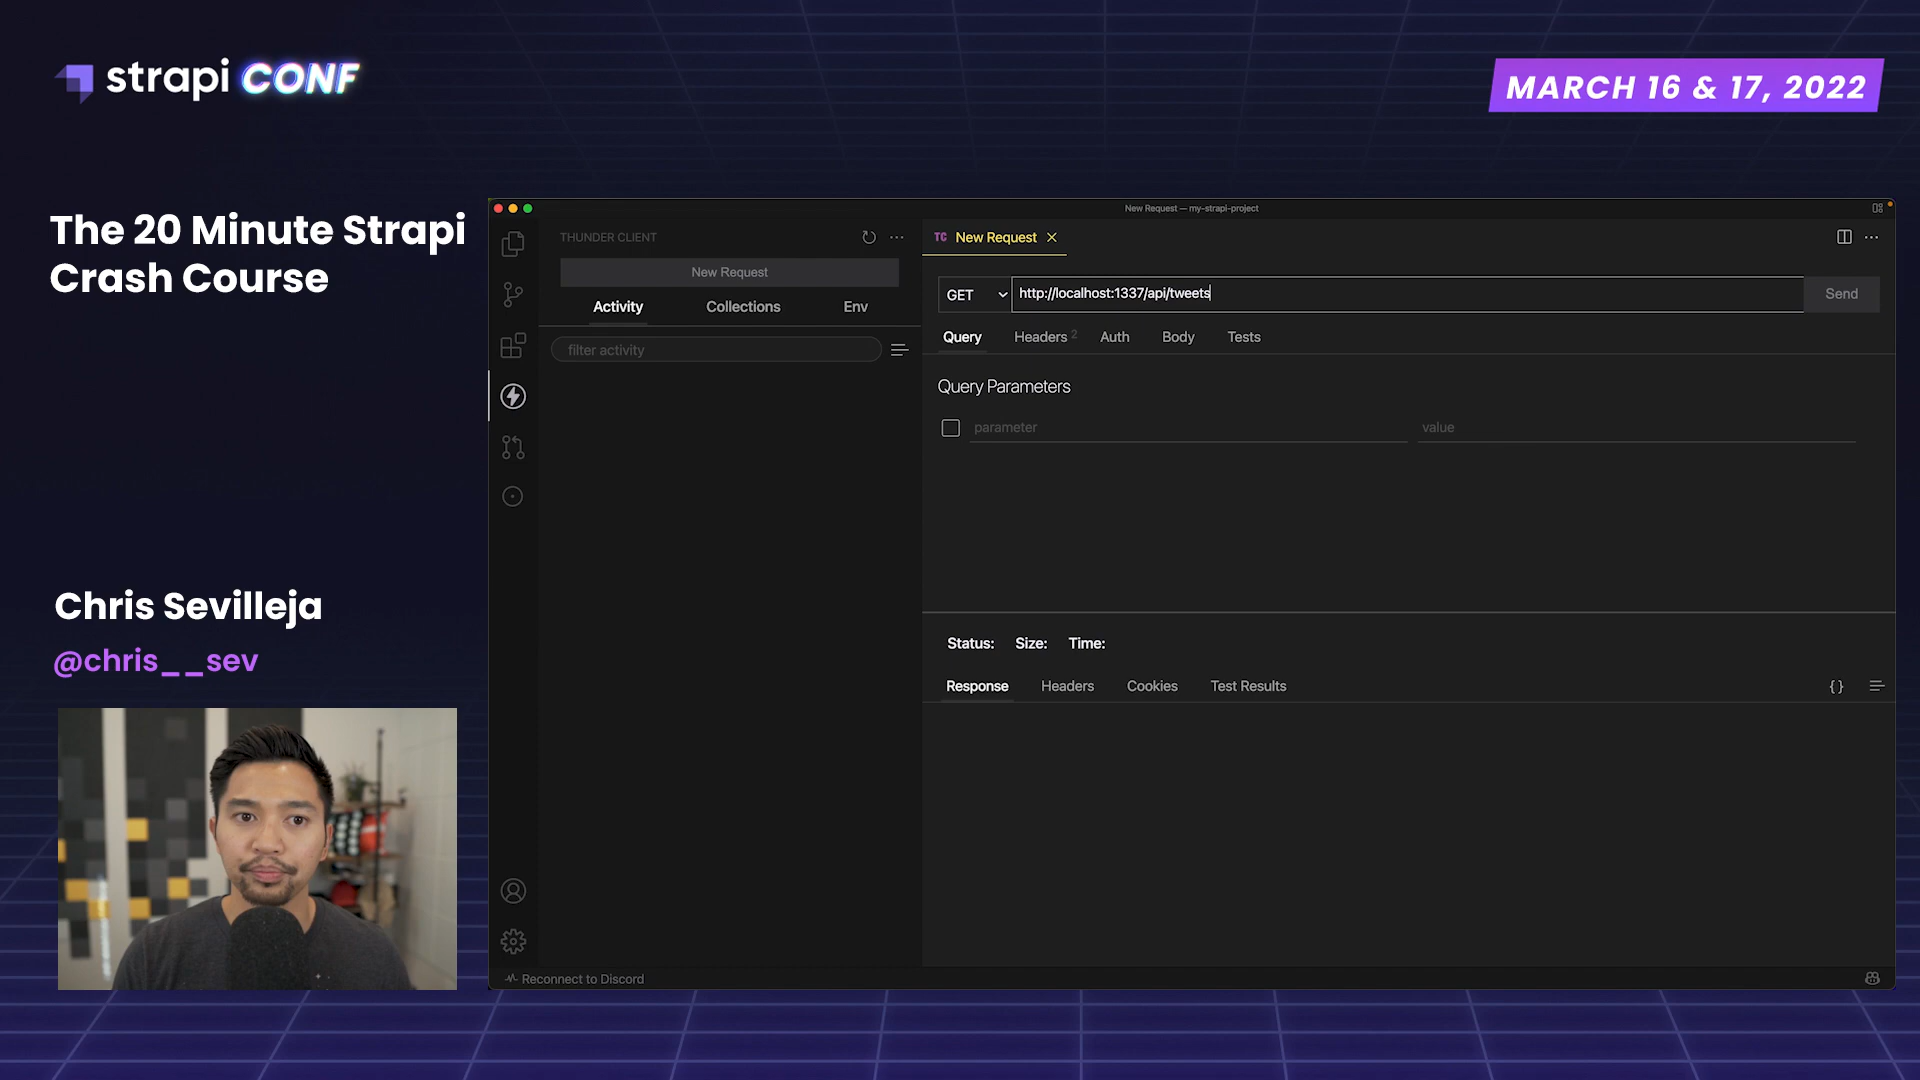 strapi CONF
MARCH 16 & 17, 2022
The 20 Minute Strapi
Crash Course
Chris Sevilleja
@chris__sev
New Request — my-strapi-project
THUNDER CLIENT
New Request
Activity Collections Env
filter activity
TC New Request
GET http://localhost:1337/api/tweets Send
Query Headers 2 Auth Body Tests
Query Parameters
parameter value
Status: Size: Time:
Response Headers Cookies Test Results
{}
Reconnect to Discord